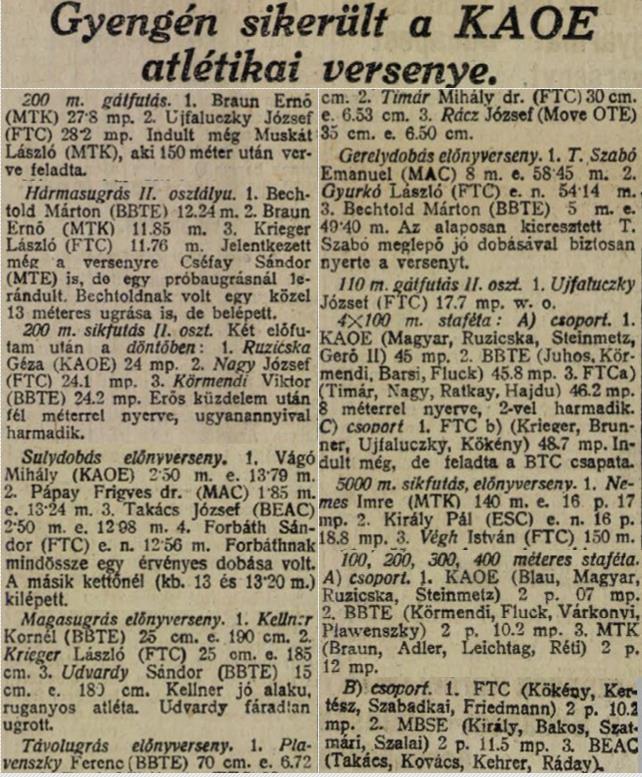 Gyengén sikerült a KAOE
atlétikai versenye.
200 m. gátfutás. 1. Braun Ernő
(MTK) 27·8 mp. 2. Ujfaluczky József
(FTC) 28·2 mp. Indult még Muskát
László (MTK), aki 150 méter után ver-
ve feladta.
Hármasugrás II. osztályu. 1. Bech-
told Márton (BBTE) 12.24 m. 2. Braun
Ernő (MTK) 11.85 m. 3. Krieger
László (FTC) 11.76 m. Jelentkezett
még a versenyre Cséfay Sándor
(MTE) is, de egy próbaugrásnál le-
rándult. Bechtoldnak volt egy közel
13 méteres ugrása is, de belépett.
200 m. sikfutás II. oszt. Két előfu-
tam után a döntőben: 1. Ruzicska
Géza (KAOE) 24 mp. 2. Nagy József
(FTC) 24.1 mp. 3. Körmendi Viktor
(BBTE) 24.2 mp. Erős küzdelem után
fél méterrel nyerve, ugyanannyival
harmadik.
Sulydobás előnyverseny. 1. Vágó
Mihály (KAOE) 2·50 m. e. 13·79 m.
2. Pápay Frigyes dr. (MAC) 1·85 m.
e. 13·24 m. 3. Takács József (BEAC)
2·50 m. e. 12·98 m. 4. Forbáth Sán-
dor (FTC) e. n. 12·56 m. Forbáthnak
mindössze egy érvényes dobása volt.
A másik kettőnél (kb. 13 és 13·20 m.)
kilépett.
Magasugrás előnyverseny. 1. Kellner
Kornél (BBTE) 25 cm. e. 190 cm. 2.
Krieger László (FTC) 25 cm. e. 185
cm. 3. Udvardy Sándor (BBTE) 15
cm. e. 180 cm. Kellner jó alaku,
ruganyos atléta. Udvardy fáradtan
ugrott.
Távolugrás előnyverseny. 1. Pla-
venszky Ferenc (BBTE) 70 cm. e. 6.72
cm. 2. Timár Mihály dr. (FTC) 30 cm.
e. 6.53 cm. 3. Rácz József (Move OTE)
35 cm. e. 6.50 cm.
Gerelydobás előnyverseny. 1. T. Szabó
Emanuel (MAC) 8 m. e. 58·45 m. 2.
Gyurkó László (FTC) e. n. 54·14 m.
3. Bechtold Márton (BBTE) 5 m. e.
49·40 m. Az alaposan kieresztett T.
Szabó meglepő jó dobásával biztosan
nyerte a versenyt.
110 m. gátfutás II. oszt. 1. Ujfaluczky
József (FTC) 17.7 mp. w. o.
4X100 m. staféta: A) csoport. 1.
KAOE (Magyar, Ruzicska, Steinmetz,
Gerő II) 45 mp. 2. BBTE (Juhos, Kör-
mendi, Barsi, Fluck) 45.8 mp. 3. FTCa)
(Timár, Nagy, Ratkay, Hajdu) 46.2 mp.
8 méterrel nyerve, 2-vel harmadik.
C) csoport 1. FTC b) (Krieger, Brun-
ner, Ujfaluczky, Kökény) 48.7 mp. In-
dult még, de feladta a BTC csapata.
5000 m. sikfutás, előnyverseny. 1. Ne-
mes Imre (MTK) 140 m. e. 16 p. 17
mp. 2. Király Pál (ESC) e. n. 16 p.
18.8 mp. 3. Végh István (FTC) 150 m.
100, 200, 300, 400 méteres staféta.
A) csoport. 1. KAOE (Blau, Magyar,
Ruzicska, Steinmetz) 2 p. 07 mp.
2. BBTE (Körmendi, Fluck, Várkonyi,
Plawenszky) 2 p. 10.2 mp. 3. MTK
(Braun, Adler, Leichtag, Réti) 2 p.
12 mp.
B) csoport. 1. FTC (Kökény, Ker-
tész, Szabadkai, Friedmann) 2 p. 10.2
mp. 2. MBSE (Király, Bakos, Szat-
mári, Szalai) 2 p. 11.5 mp. 3. BEAC
(Takács, Kovács, Kehrer, Ráday).